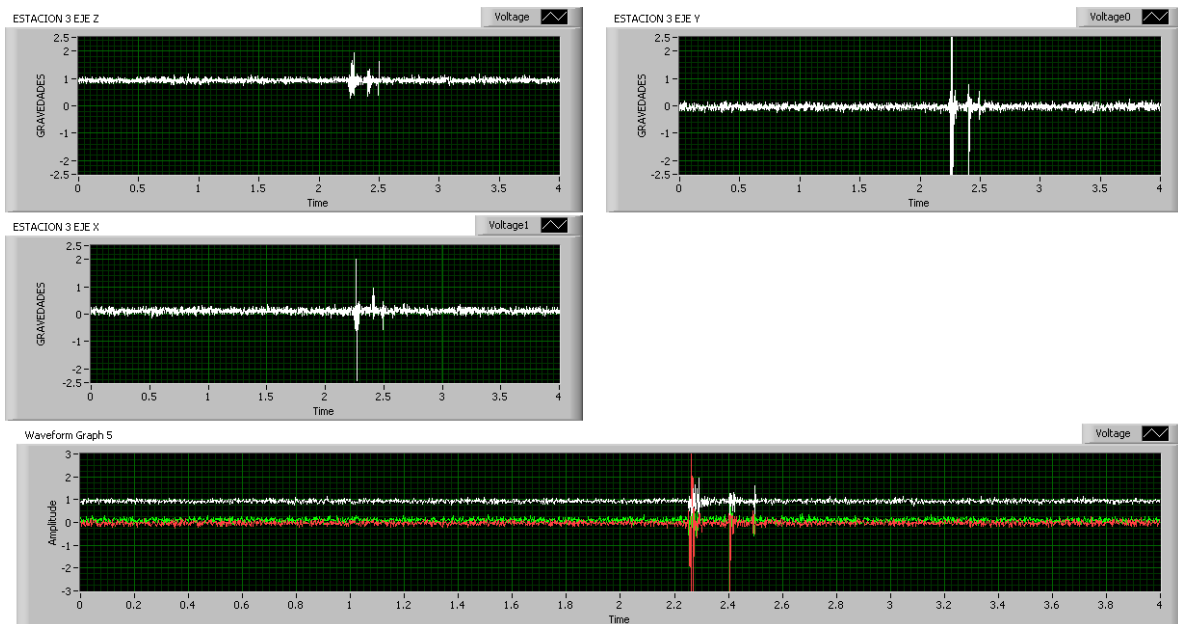 ESTACION 3 EJE Z
Voltage
2.5
2
1
0
-1
-2
-2.5
GRAVEDADES
0 0.5 1 1.5 2 2.5 3 3.5 4
Time
ESTACION 3 EJE Y
Voltage0
2.5
2
1
0
-1
-2
-2.5
GRAVEDADES
0 0.5 1 1.5 2 2.5 3 3.5 4
Time
ESTACION 3 EJE X
Voltage1
2.5
2
1
0
-1
-2
-2.5
GRAVEDADES
0 0.5 1 1.5 2 2.5 3 3.5 4
Time
Waveform Graph 5
Voltage
3
2
1
0
-1
-2
-3
Amplitude
0 0.2 0.4 0.6 0.8 1 1.2 1.4 1.6 1.8 2 2.2 2.4 2.6 2.8 3 3.2 3.4 3.6 3.8 4
Time